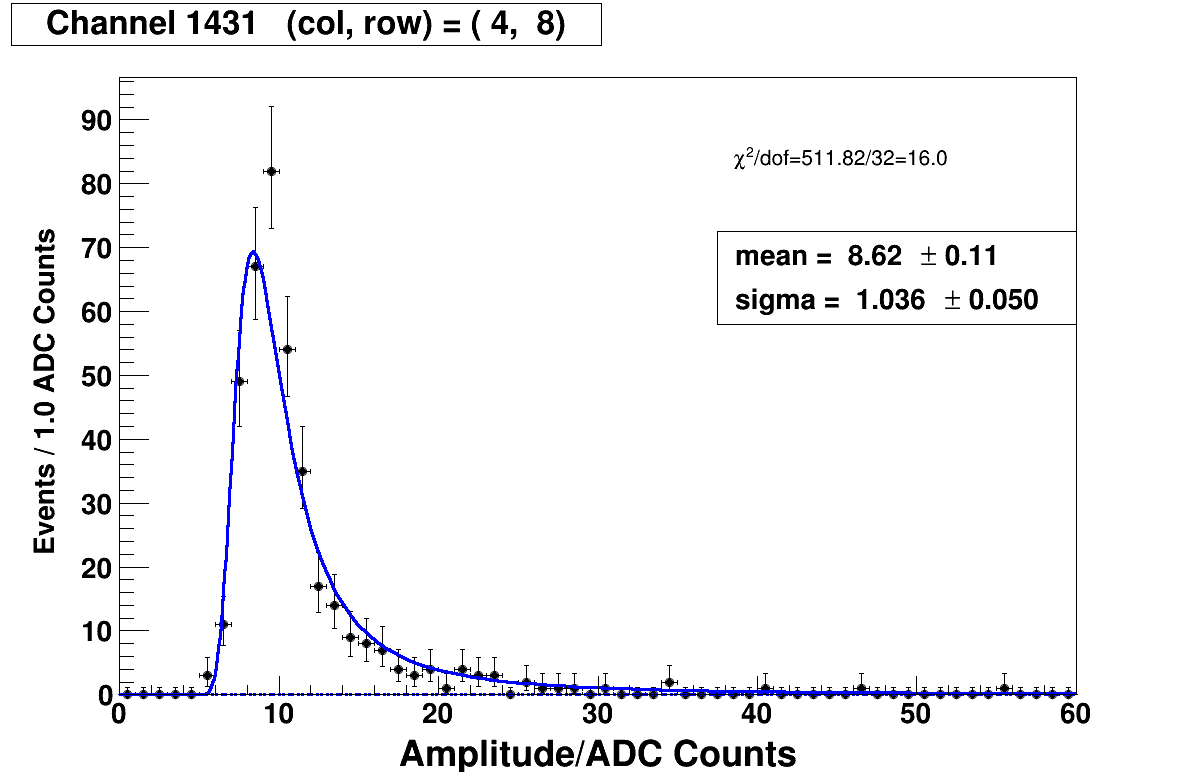 Channel 1431 (col, row) = ( 4, 8)
90
80
70
60
50
40
30
20
10
0
Events / 1.0 ADC Counts
χ²/dof=511.82/32=16.0
mean = 8.62 ± 0.11
sigma = 1.036 ± 0.050
0 10 20 30 40 50 60
Amplitude/ADC Counts